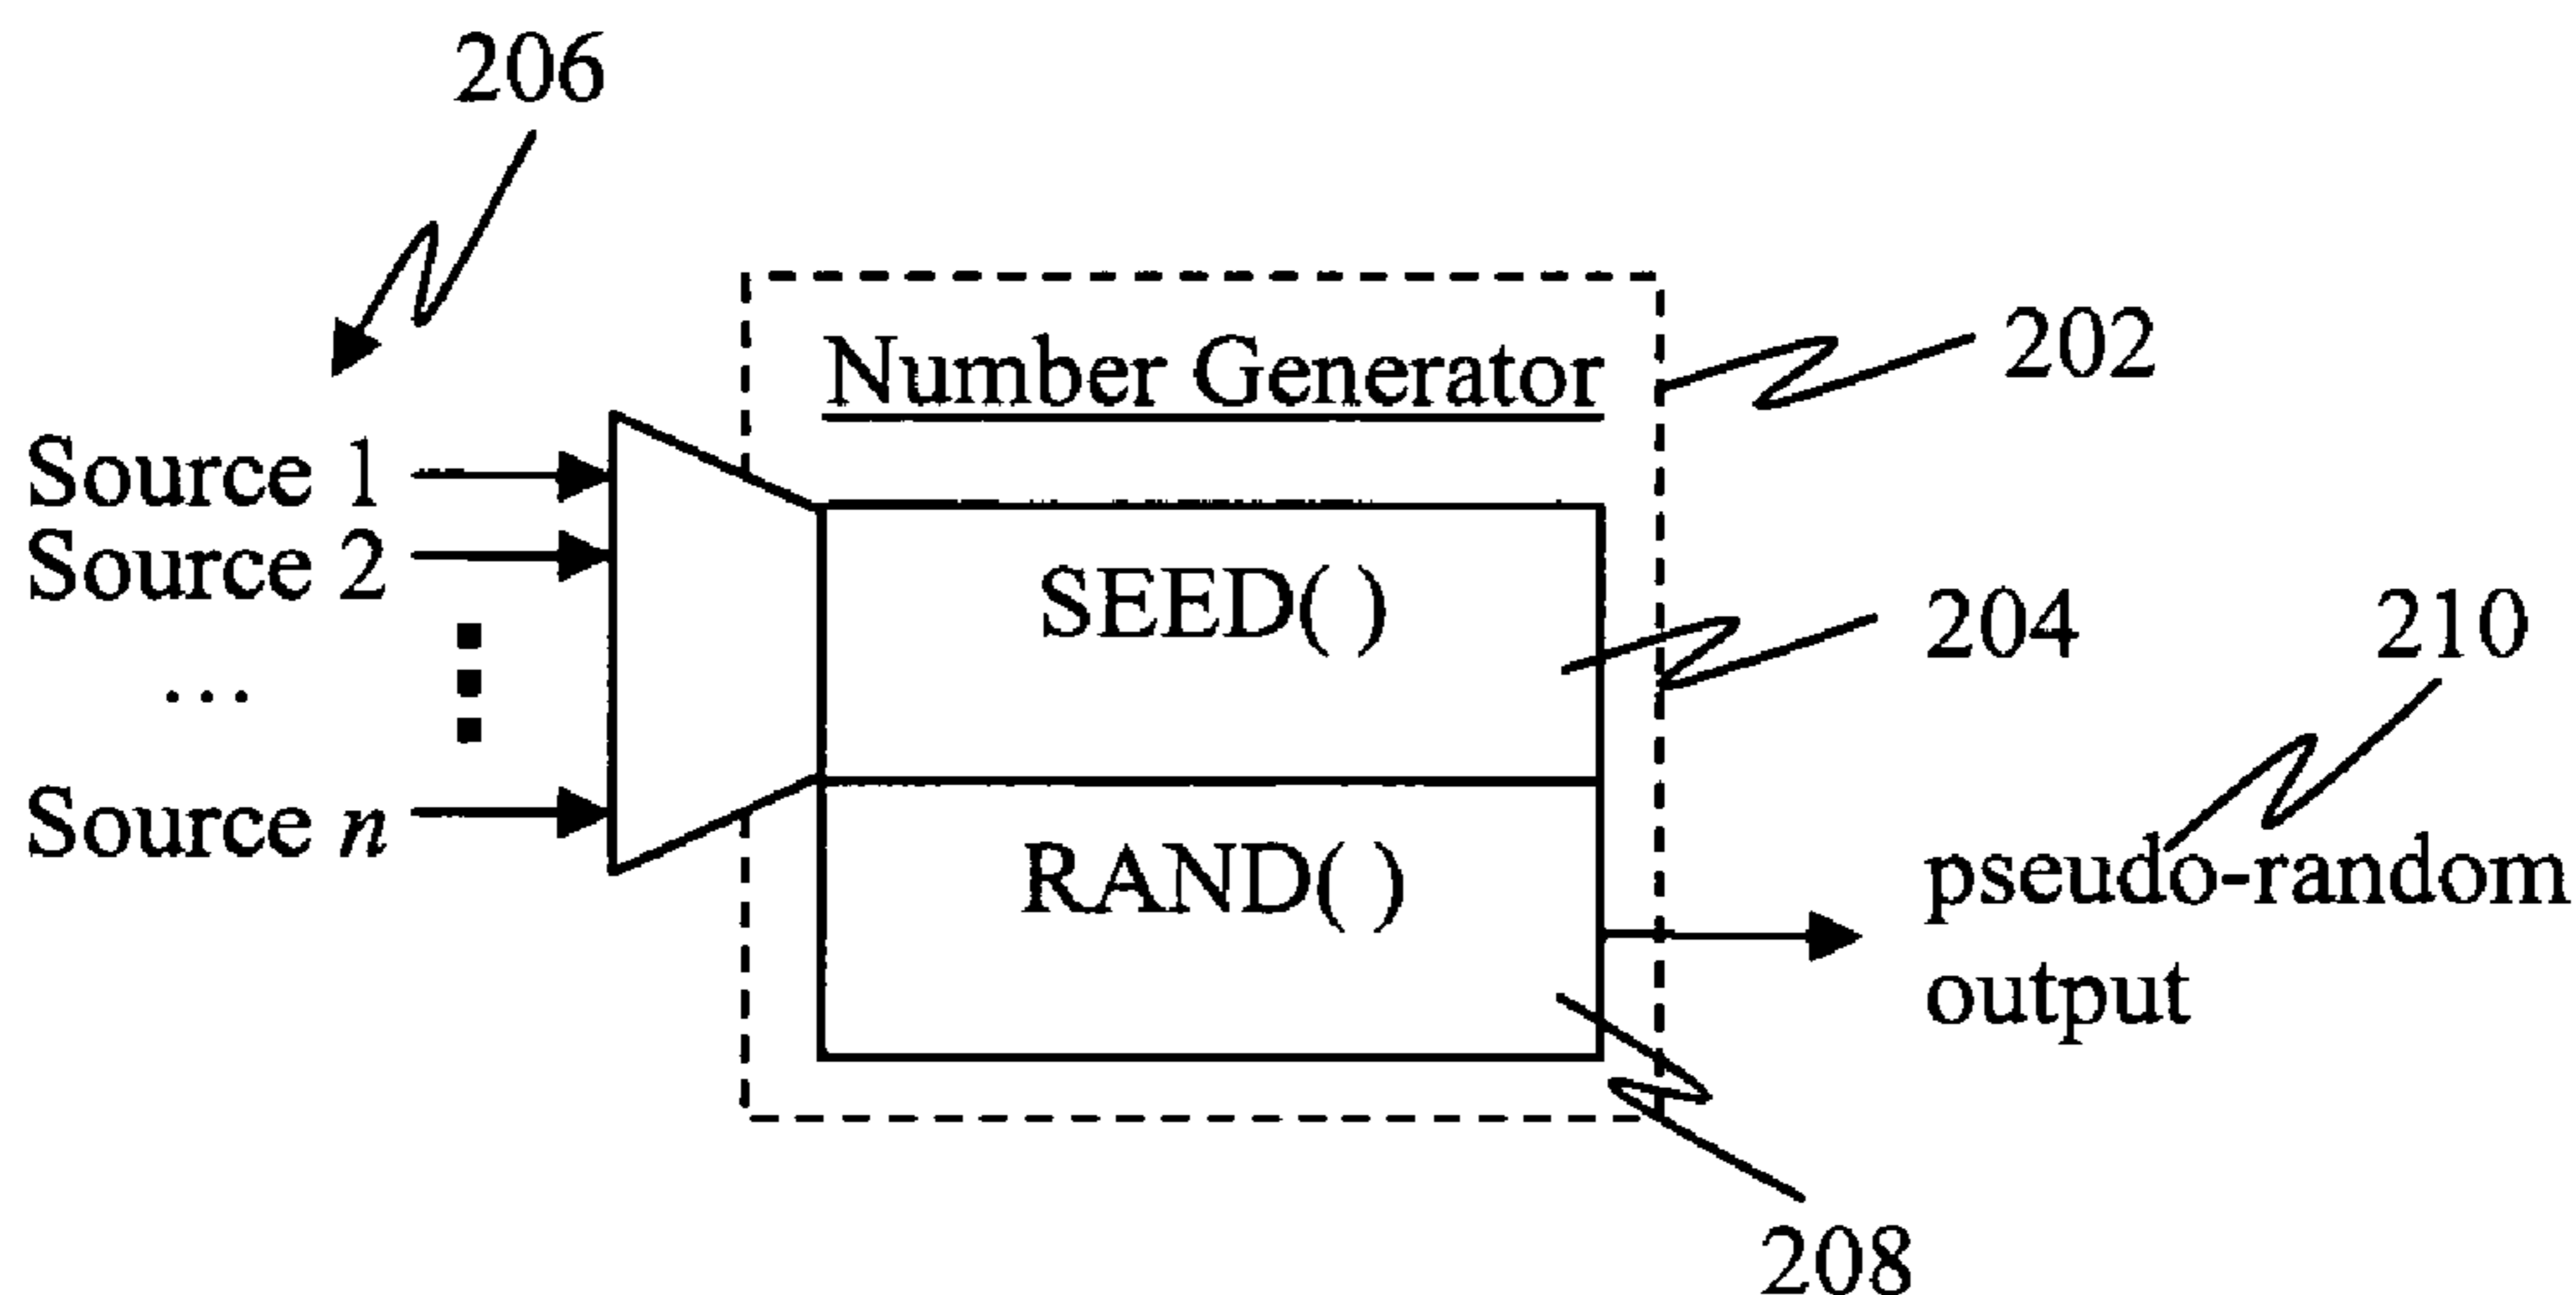 206
Number Generator
202
Source 1
Source 2
...
Source n
SEED( )
204
210
RAND( )
pseudo-random
output
208